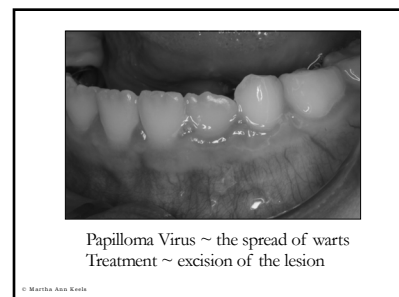 Papilloma Virus ~ the spread of warts
Treatment ~ excision of the lesion
© Martha Ann Keels